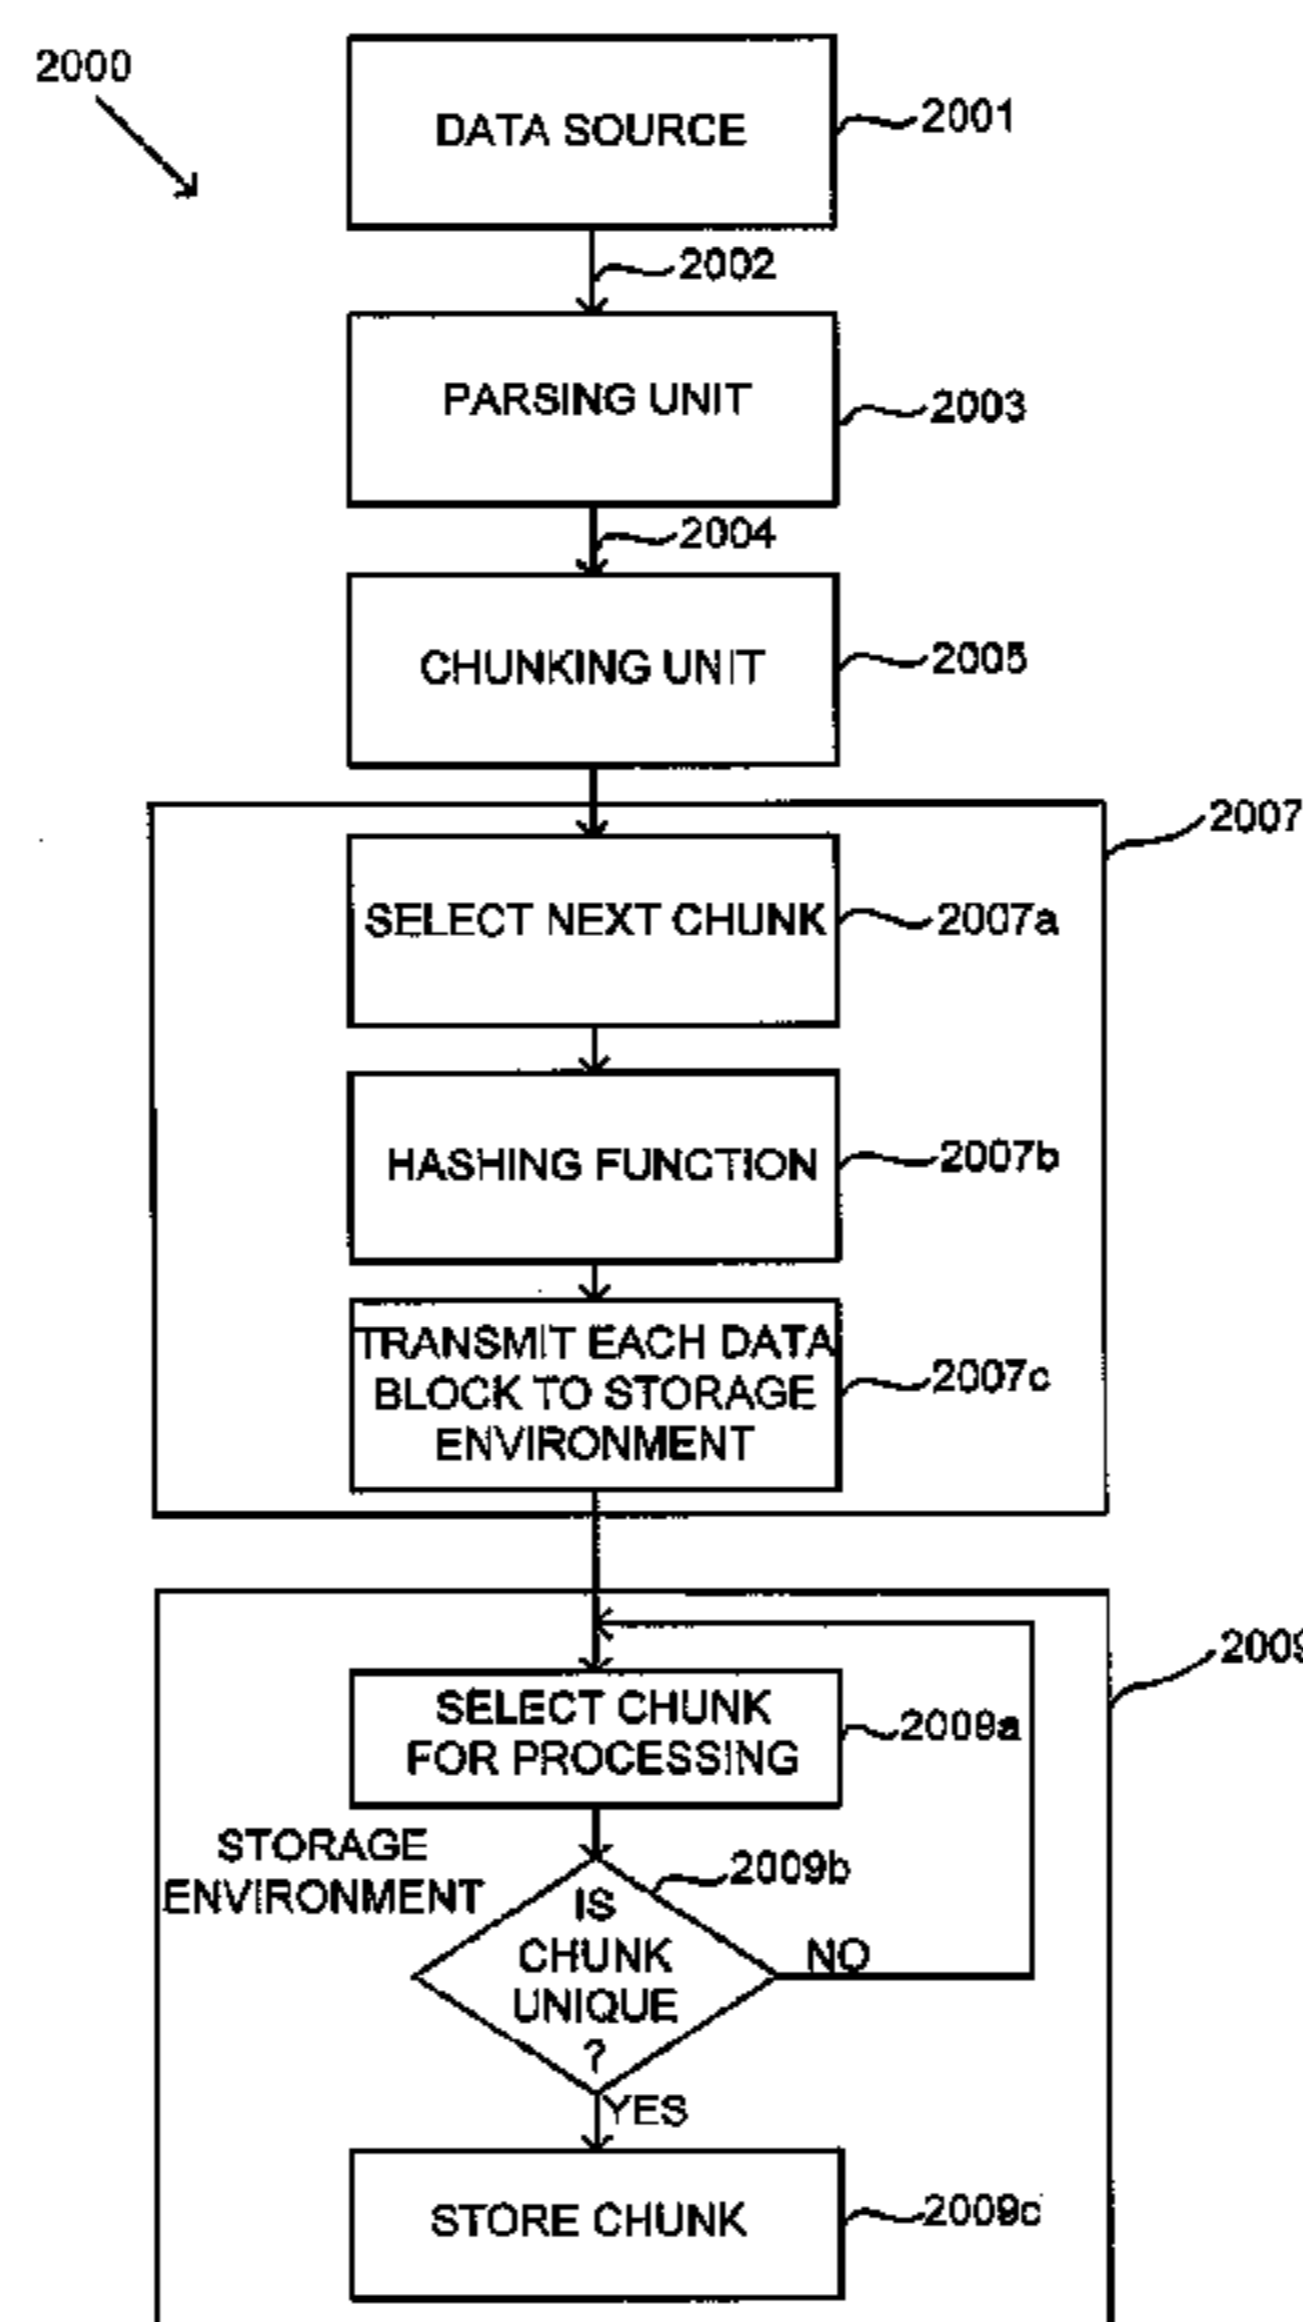 2000
DATA SOURCE
2001
2002
PARSING UNIT
2003
2004
CHUNKING UNIT
2005
2007
SELECT NEXT CHUNK
2007a
HASHING FUNCTION
2007b
TRANSMIT EACH DATA
BLOCK TO STORAGE
ENVIRONMENT
2007c
2009
SELECT CHUNK
FOR PROCESSING
2009a
STORAGE
ENVIRONMENT
2009b
IS
CHUNK
UNIQUE
?
NO
YES
STORE CHUNK
2009c